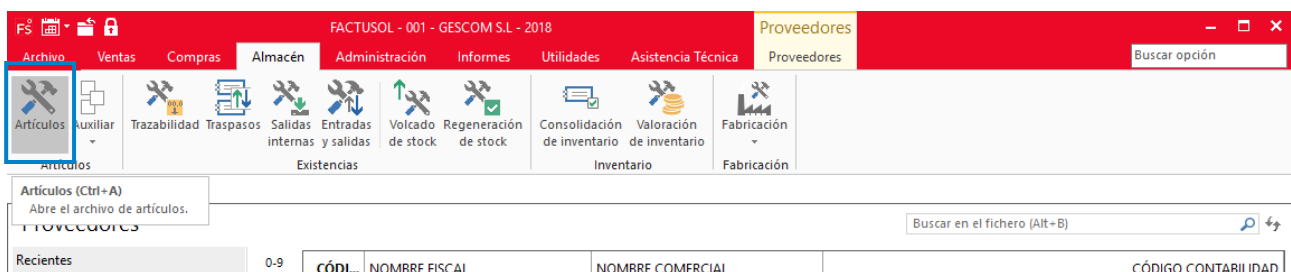 FS
FACTUSOL - 001 - GESCOM S.L - 2018
Proveedores
Archivo Ventas Compras Almacén Administración Informes Utilidades Asistencia Técnica Proveedores
Buscar opción
Artículos Auxiliar Trazabilidad Traspasos Salidas internas Entradas y salidas Volcado de stock Regeneración de stock Consolidación de inventario Valoración de inventario Fabricación
Artículos Existencias Inventario Fabricación
Artículos (Ctrl+A)
Abre el archivo de artículos.
Proveedores
Buscar en el fichero (Alt+B)
Recientes
0-9
CÓDI... NOMBRE FISCAL NOMBRE COMERCIAL CÓDIGO CONTABILIDAD